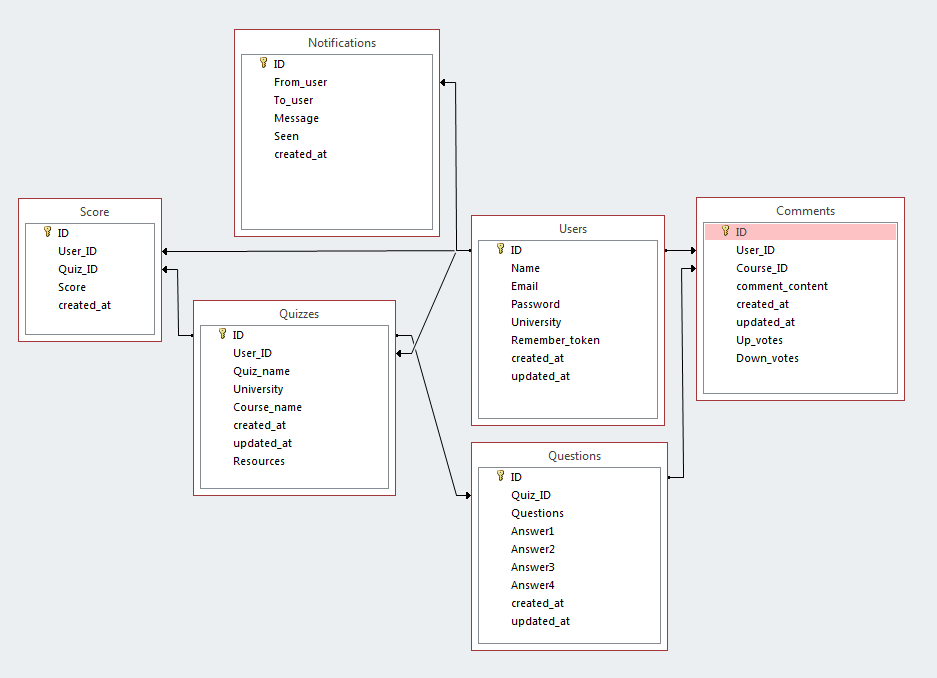 Notifications
ID
From_user
To_user
Message
Seen
created_at
Score
ID
User_ID
Quiz_ID
Score
created_at
Quizzes
ID
User_ID
Quiz_name
University
Course_name
created_at
updated_at
Resources
Users
ID
Name
Email
Password
University
Remember_token
created_at
updated_at
Comments
ID
User_ID
Course_ID
comment_content
created_at
updated_at
Up_votes
Down_votes
Questions
ID
Quiz_ID
Questions
Answer1
Answer2
Answer3
Answer4
created_at
updated_at